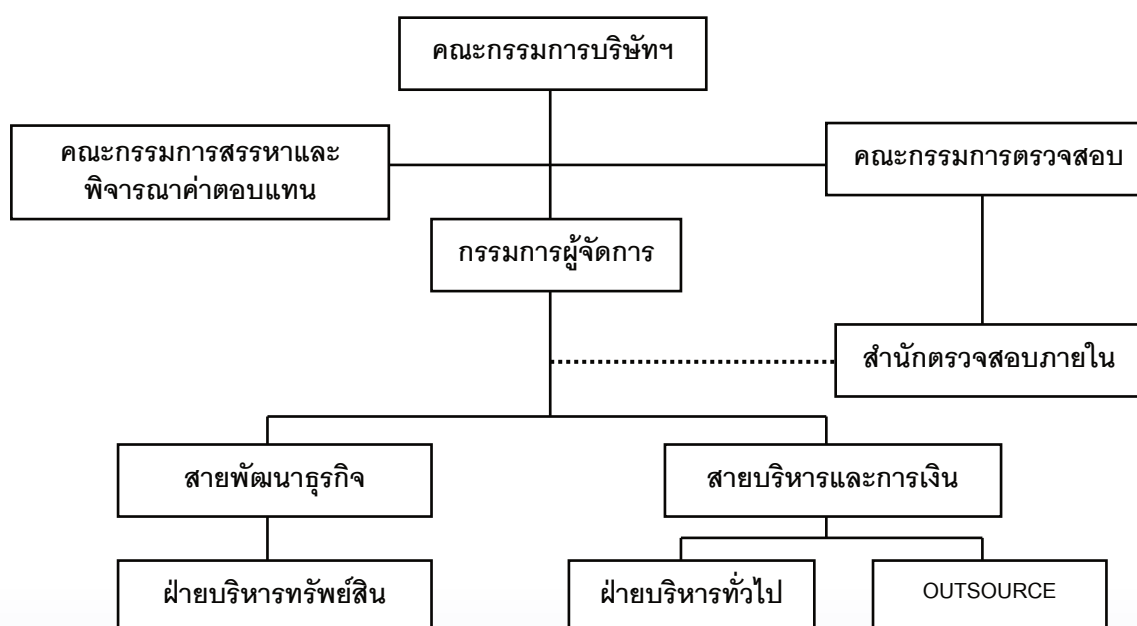 คณะกรรมการบริษัทฯ
คณะกรรมการสรรหาและ
พิจารณาค่าตอบแทน
คณะกรรมการตรวจสอบ
กรรมการผู้จัดการ
สำนักตรวจสอบภายใน
สายพัฒนาธุรกิจ
สายบริหารและการเงิน
ฝ่ายบริหารทรัพย์สิน
ฝ่ายบริหารทั่วไป
OUTSOURCE